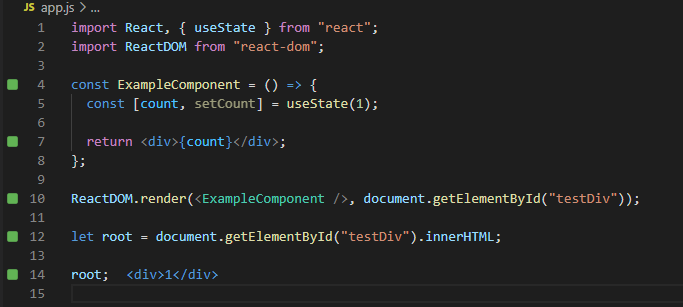 JS app.js > ...
1 import React, { useState } from "react";
2 import ReactDOM from "react-dom";
3
4 const ExampleComponent = () => {
5   const [count, setCount] = useState(1);
6
7   return <div>{count}</div>;
8 };
9
10 ReactDOM.render(<ExampleComponent />, document.getElementById("testDiv"));
11
12 let root = document.getElementById("testDiv").innerHTML;
13
14 root;  <div>1</div>
15